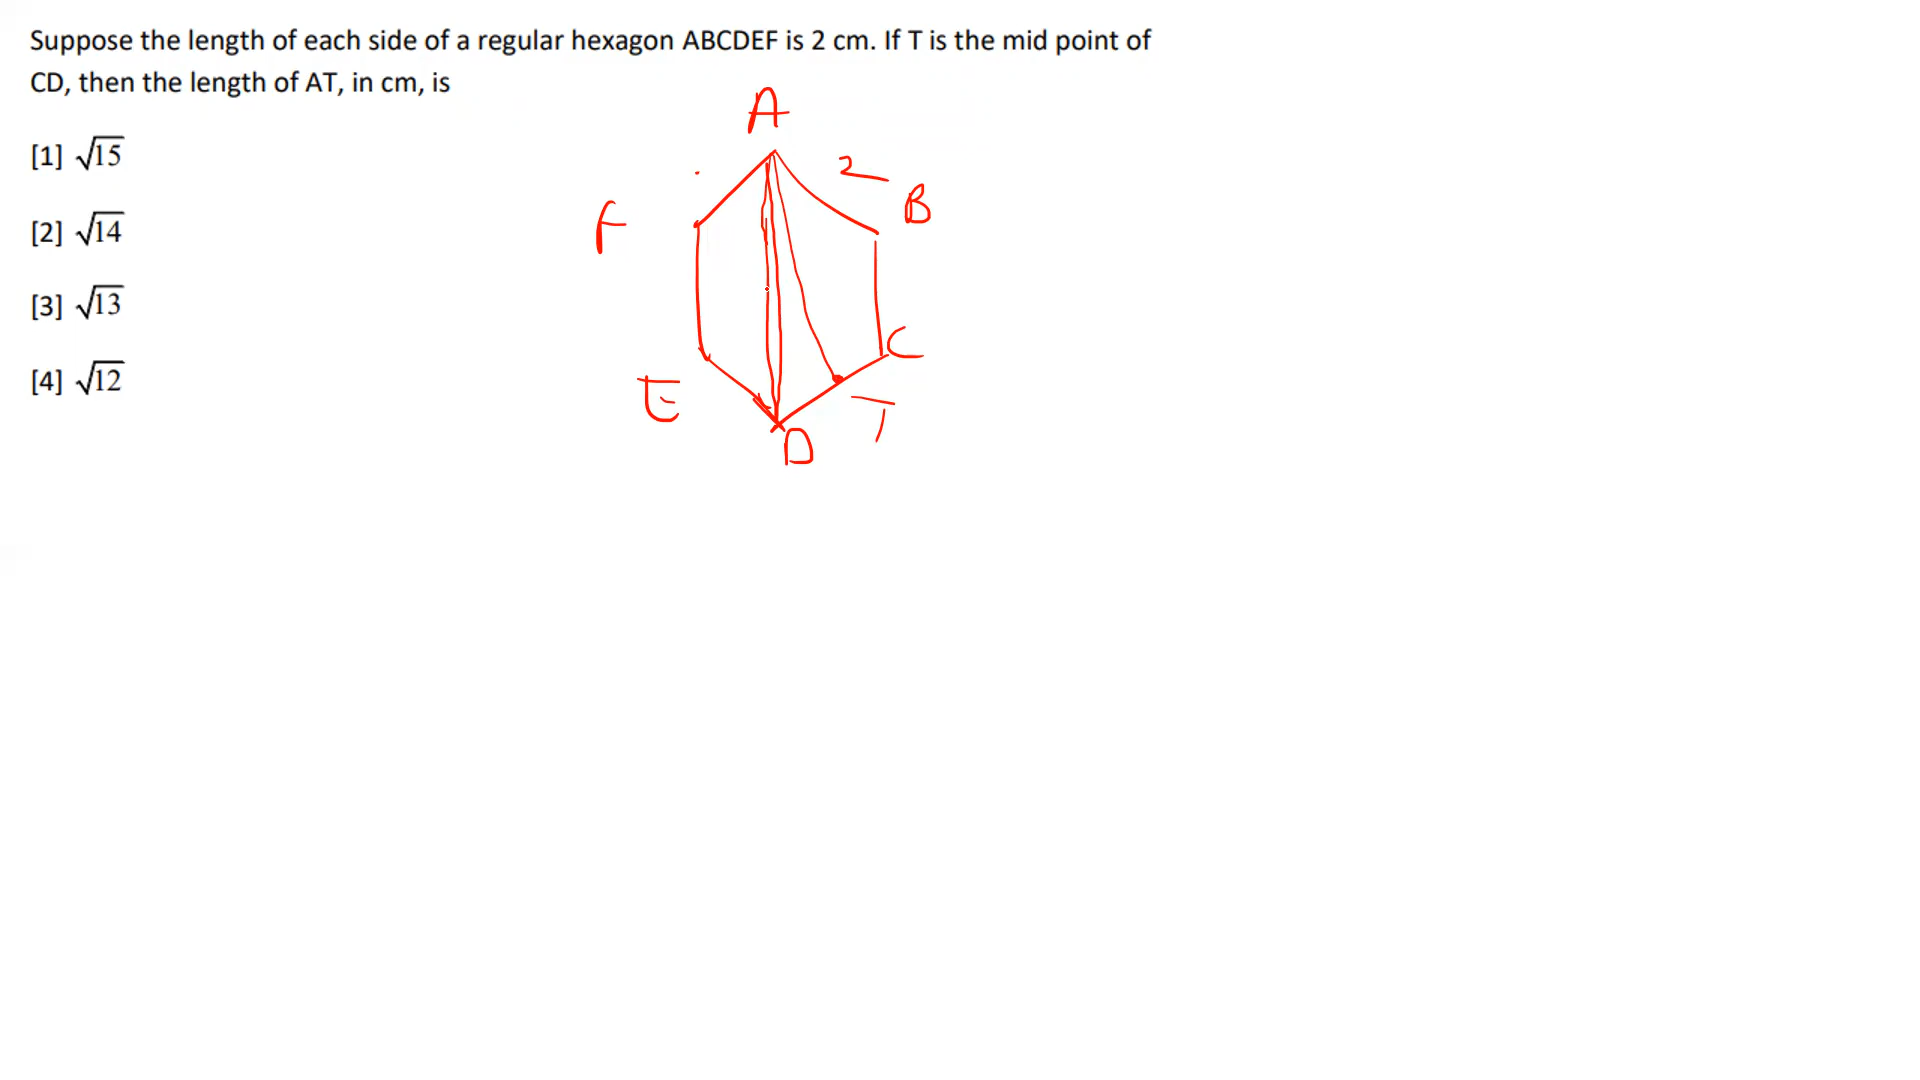 Suppose the length of each side of a regular hexagon ABCDEF is 2 cm. If T is the mid point of
CD, then the length of AT, in cm, is
A
[1] √15
2
B
[2] √14
F
[3] √13
C
[4] √12
E
T
D